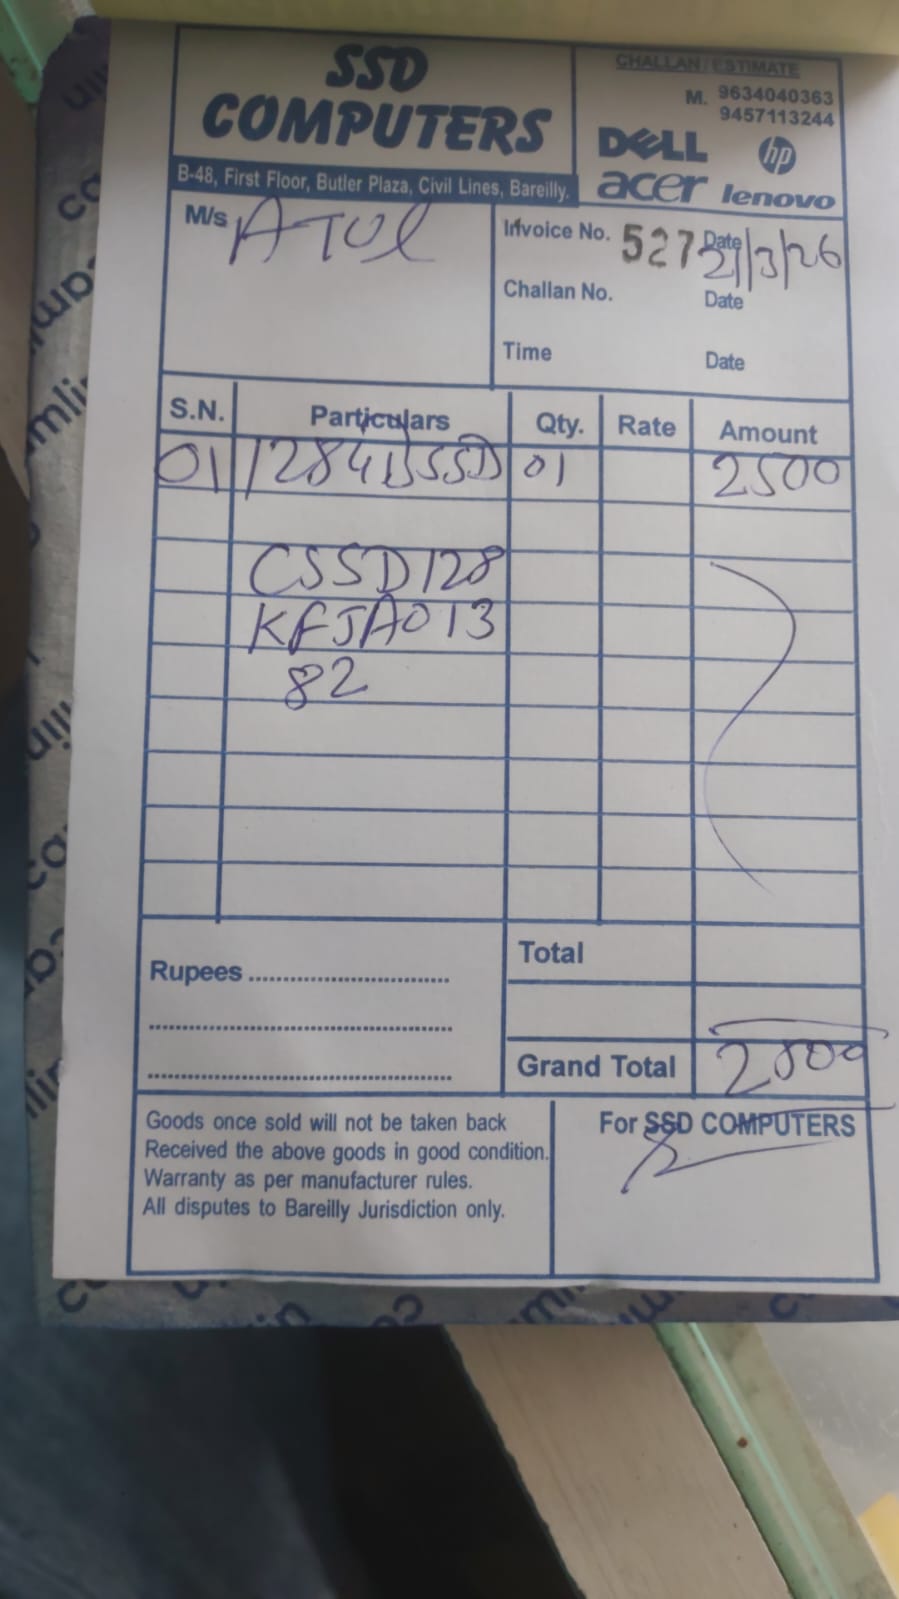 SSD
COMPUTERS
CHALLAN / ESTIMATE
M. 9634040363
9457113244
DELL hp
acer lenovo
B-48, First Floor, Butler Plaza, Civil Lines, Bareilly.
M/s ATUL
Invoice No. 527 Date 21/3/26
Challan No. Date
Time Date
S.N. Particulars Qty. Rate Amount
01 128GB SSD 01 2500
CSSD128
KFJA013
82
Rupees
Total
Grand Total 2500
Goods once sold will not be taken back
Received the above goods in good condition.
Warranty as per manufacturer rules.
All disputes to Bareilly Jurisdiction only.
For SSD COMPUTERS